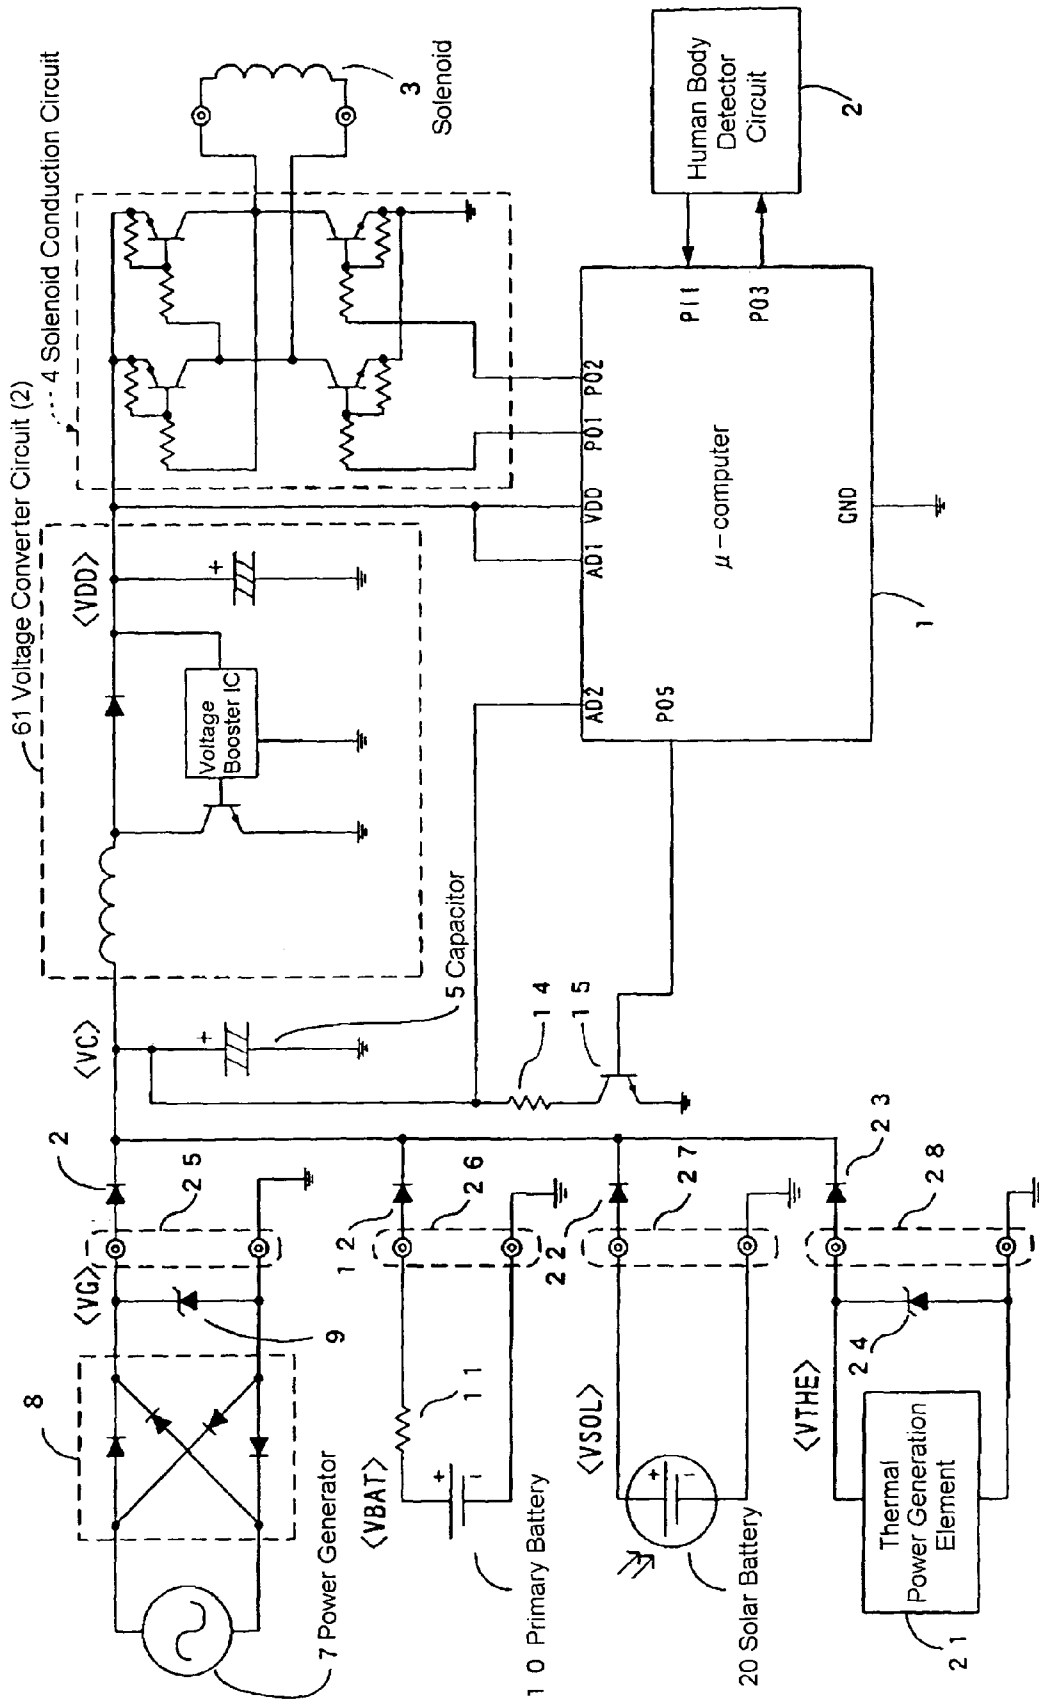 61 Voltage Converter Circuit (2)
4 Solenoid Conduction Circuit
3
Solenoid
<VDD>
+
Voltage
Booster IC
<VC>
+
5 Capacitor
14
15
2
25
<VG>
9
8
7 Power Generator
12
26
11
<VBAT>
+
-
10 Primary Battery
22
27
<VSOL>
+
-
20 Solar Battery
23
28
<VTHE>
24
Thermal
Power Generation
Element
21
AD2
AD1
VDD
PO1
PO2
PO5
μ-computer
GND
PI1
PO3
1
Human Body
Detector
Circuit
2